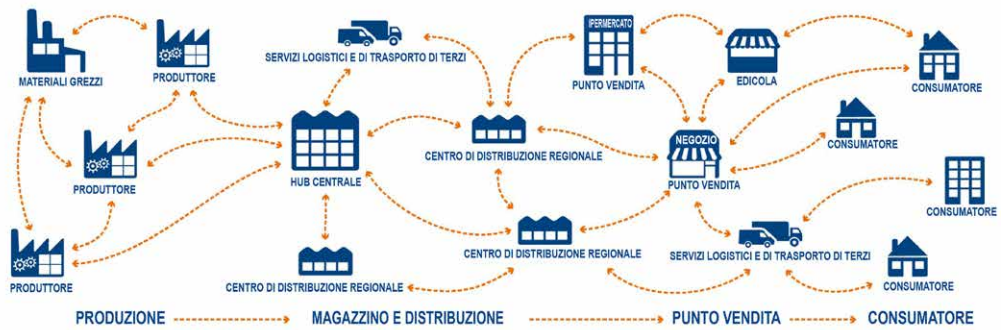 MATERIALI GREZZI
PRODUTTORE
SERVIZI LOGISTICI E DI TRASPORTO DI TERZI
IPERMERCATO
PUNTO VENDITA
EDICOLA
CONSUMATORE
PRODUTTORE
HUB CENTRALE
CENTRO DI DISTRIBUZIONE REGIONALE
NEGOZIO
PUNTO VENDITA
CONSUMATORE
CONSUMATORE
PRODUTTORE
CENTRO DI DISTRIBUZIONE REGIONALE
CENTRO DI DISTRIBUZIONE REGIONALE
SERVIZI LOGISTICI E DI TRASPORTO DI TERZI
CONSUMATORE
PRODUZIONE
MAGAZZINO E DISTRIBUZIONE
PUNTO VENDITA
CONSUMATORE